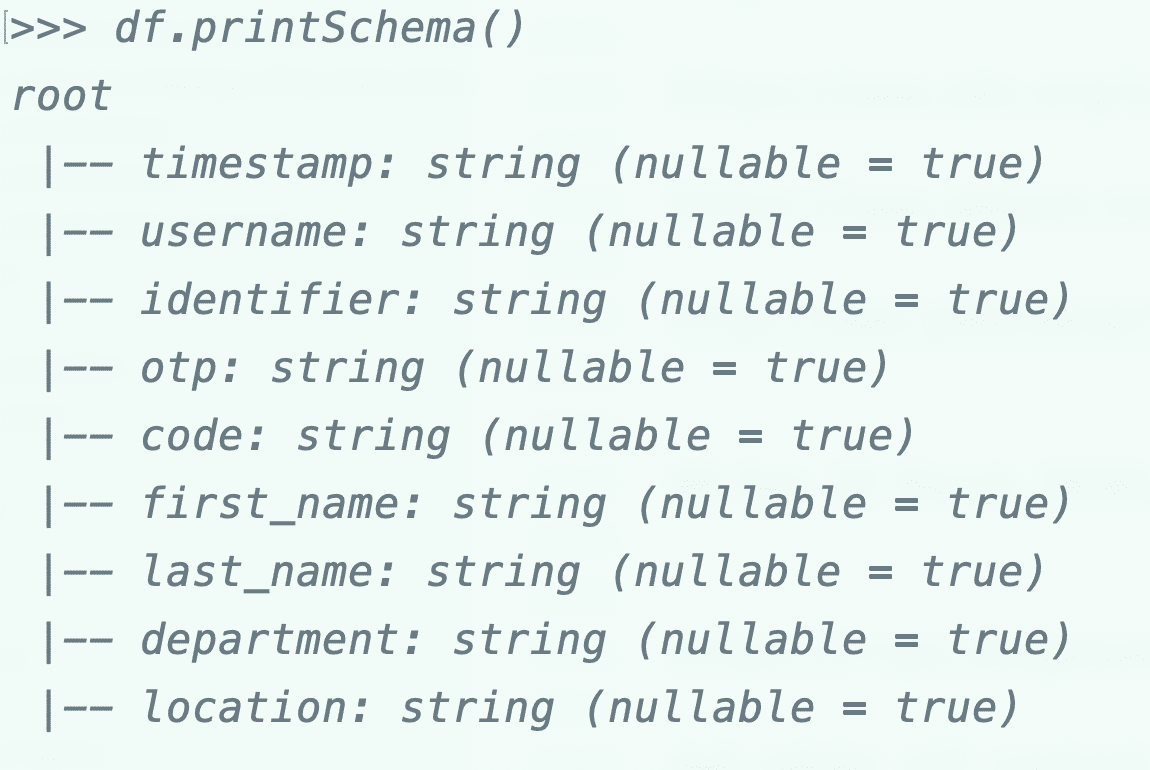 >>> df.printSchema()
root
 |-- timestamp: string (nullable = true)
 |-- username: string (nullable = true)
 |-- identifier: string (nullable = true)
 |-- otp: string (nullable = true)
 |-- code: string (nullable = true)
 |-- first_name: string (nullable = true)
 |-- last_name: string (nullable = true)
 |-- department: string (nullable = true)
 |-- location: string (nullable = true)